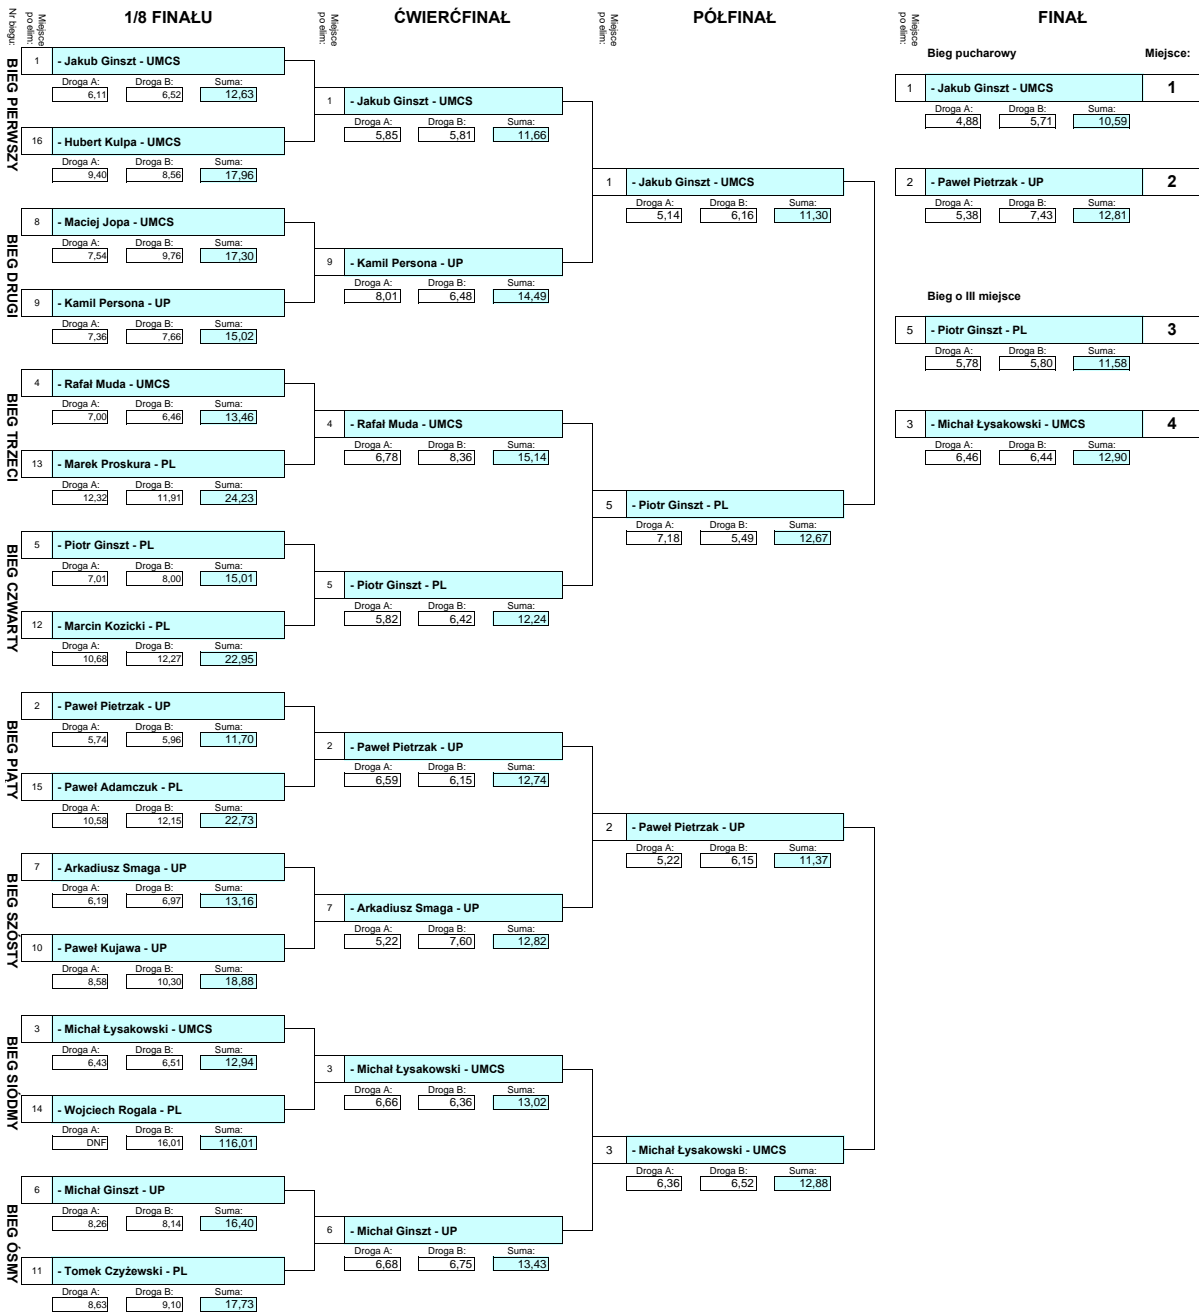 Nr biegu:
Miejsce po elim:
1/8 FINAŁU
Miejsce po elim:
ĆWIERĆFINAŁ
Miejsce po elim:
PÓŁFINAŁ
Miejsce po elim:
FINAŁ
BIEG PIERWSZY
1 - Jakub Ginszt - UMCS
Droga A: Droga B: Suma:
6,11 6,52 12,63
16 - Hubert Kulpa - UMCS
Droga A: Droga B: Suma:
9,40 8,56 17,96
BIEG DRUGI
8 - Maciej Jopa - UMCS
Droga A: Droga B: Suma:
7,54 9,76 17,30
9 - Kamil Persona - UP
Droga A: Droga B: Suma:
7,36 7,66 15,02
BIEG TRZECI
4 - Rafał Muda - UMCS
Droga A: Droga B: Suma:
7,00 6,46 13,46
13 - Marek Proskura - PL
Droga A: Droga B: Suma:
12,32 11,91 24,23
BIEG CZWARTY
5 - Piotr Ginszt - PL
Droga A: Droga B: Suma:
7,01 8,00 15,01
12 - Marcin Kozicki - PL
Droga A: Droga B: Suma:
10,68 12,27 22,95
BIEG PIĄTY
2 - Paweł Pietrzak - UP
Droga A: Droga B: Suma:
5,74 5,96 11,70
15 - Paweł Adamczuk - PL
Droga A: Droga B: Suma:
10,58 12,15 22,73
BIEG SZÓSTY
7 - Arkadiusz Smaga - UP
Droga A: Droga B: Suma:
6,19 6,97 13,16
10 - Paweł Kujawa - UP
Droga A: Droga B: Suma:
8,58 10,30 18,88
BIEG SIÓDMY
3 - Michał Łysakowski - UMCS
Droga A: Droga B: Suma:
6,43 6,51 12,94
14 - Wojciech Rogala - PL
Droga A: Droga B: Suma:
DNF 16,01 116,01
BIEG ÓSMY
6 - Michał Ginszt - UP
Droga A: Droga B: Suma:
8,26 8,14 16,40
11 - Tomek Czyżewski - PL
Droga A: Droga B: Suma:
8,63 9,10 17,73
1 - Jakub Ginszt - UMCS
Droga A: Droga B: Suma:
5,85 5,81 11,66
9 - Kamil Persona - UP
Droga A: Droga B: Suma:
8,01 6,48 14,49
4 - Rafał Muda - UMCS
Droga A: Droga B: Suma:
6,78 8,36 15,14
5 - Piotr Ginszt - PL
Droga A: Droga B: Suma:
5,82 6,42 12,24
2 - Paweł Pietrzak - UP
Droga A: Droga B: Suma:
6,59 6,15 12,74
7 - Arkadiusz Smaga - UP
Droga A: Droga B: Suma:
5,22 7,60 12,82
3 - Michał Łysakowski - UMCS
Droga A: Droga B: Suma:
6,66 6,36 13,02
6 - Michał Ginszt - UP
Droga A: Droga B: Suma:
6,68 6,75 13,43
1 - Jakub Ginszt - UMCS
Droga A: Droga B: Suma:
5,14 6,16 11,30
5 - Piotr Ginszt - PL
Droga A: Droga B: Suma:
7,18 5,49 12,67
2 - Paweł Pietrzak - UP
Droga A: Droga B: Suma:
5,22 6,15 11,37
3 - Michał Łysakowski - UMCS
Droga A: Droga B: Suma:
6,36 6,52 12,88
Bieg pucharowy Miejsce:
1 - Jakub Ginszt - UMCS 1
Droga A: Droga B: Suma:
4,88 5,71 10,59
2 - Paweł Pietrzak - UP 2
Droga A: Droga B: Suma:
5,38 7,43 12,81
Bieg o III miejsce
5 - Piotr Ginszt - PL 3
Droga A: Droga B: Suma:
5,78 5,80 11,58
3 - Michał Łysakowski - UMCS 4
Droga A: Droga B: Suma:
6,46 6,44 12,90